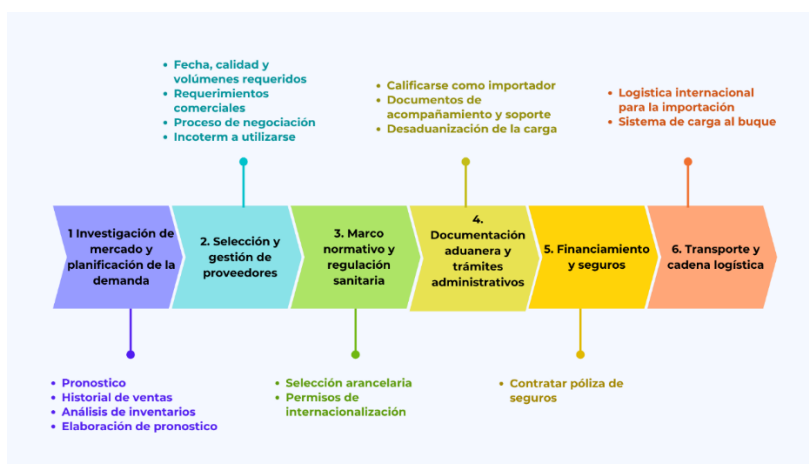 • Fecha, calidad y
volúmenes requeridos
• Requerimientos
comerciales
• Proceso de negociación
• Incoterm a utilizarse
• Calificarse como importador
• Documentos de
acompañamiento y soporte
• Desaduanización de la carga
• Logistica internacional
para la importación
• Sistema de carga al buque
1 Investigación de
mercado y
planificación de la
demanda
2. Selección y
gestión de
proveedores
3. Marco
normativo y
regulación
sanitaria
4.
Documentación
aduanera y
trámites
administrativos
5. Financiamiento
y seguros
6. Transporte y
cadena logística
• Pronostico
• Historial de ventas
• Análisis de inventarios
• Elaboración de pronostico
• Selección arancelaria
• Permisos de
internacionalización
• Contratar póliza de
seguros